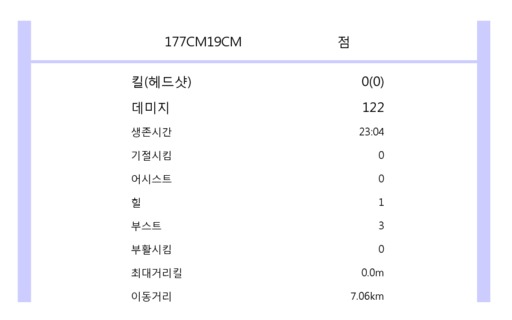 177CM19CM 점
킬(헤드샷) 0(0)
데미지 122
생존시간 23:04
기절시킴 0
어시스트 0
힐 1
부스트 3
부활시킴 0
최대거리킬 0.0m
이동거리 7.06km